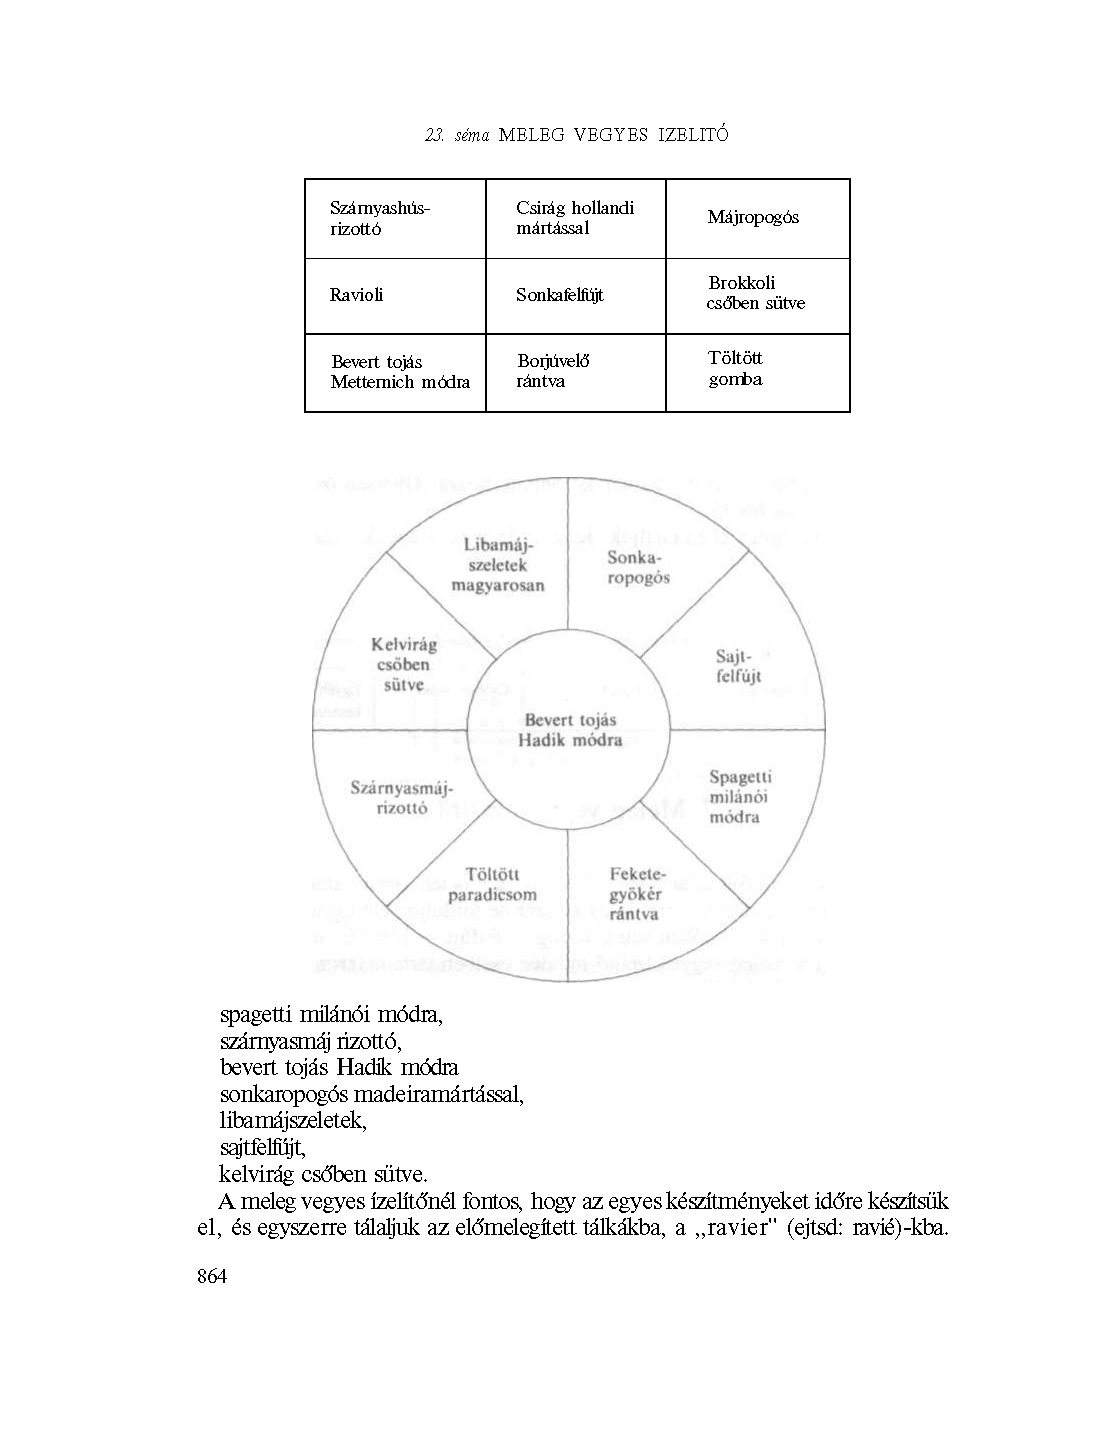 23. séma MELEG VEGYES IZELITÓ
Szárnyashús-
rizottó
Csirág hollandi
mártással
Májropogós
Ravioli
Sonkafelfújt
Brokkoli
csőben sütve
Bevert tojás
Metternich módra
Borjúvelő
rántva
Töltött
gomba
Libamáj-
szeletek
magyarosan
Sonka-
ropogós
Kelvirág
csőben
sütve
Sajt-
felfújt
Bevert tojás
Hadik módra
Szárnyasmáj-
rizottó
Spagetti
milánói
módra
Töltött
paradicsom
Fekete-
gyökér
rántva
spagetti milánói módra,
szárnyasmáj rizottó,
bevert tojás Hadik módra
sonkaropogós madeiramártással,
libamájszeletek,
sajtfelfújt,
kelvirág csőben sütve.
A meleg vegyes ízelítőnél fontos, hogy az egyes készítményeket időre készítsük
el, és egyszerre tálaljuk az előmelegített tálkákba, a ,,ravier" (ejtsd: ravié)-kba.
864